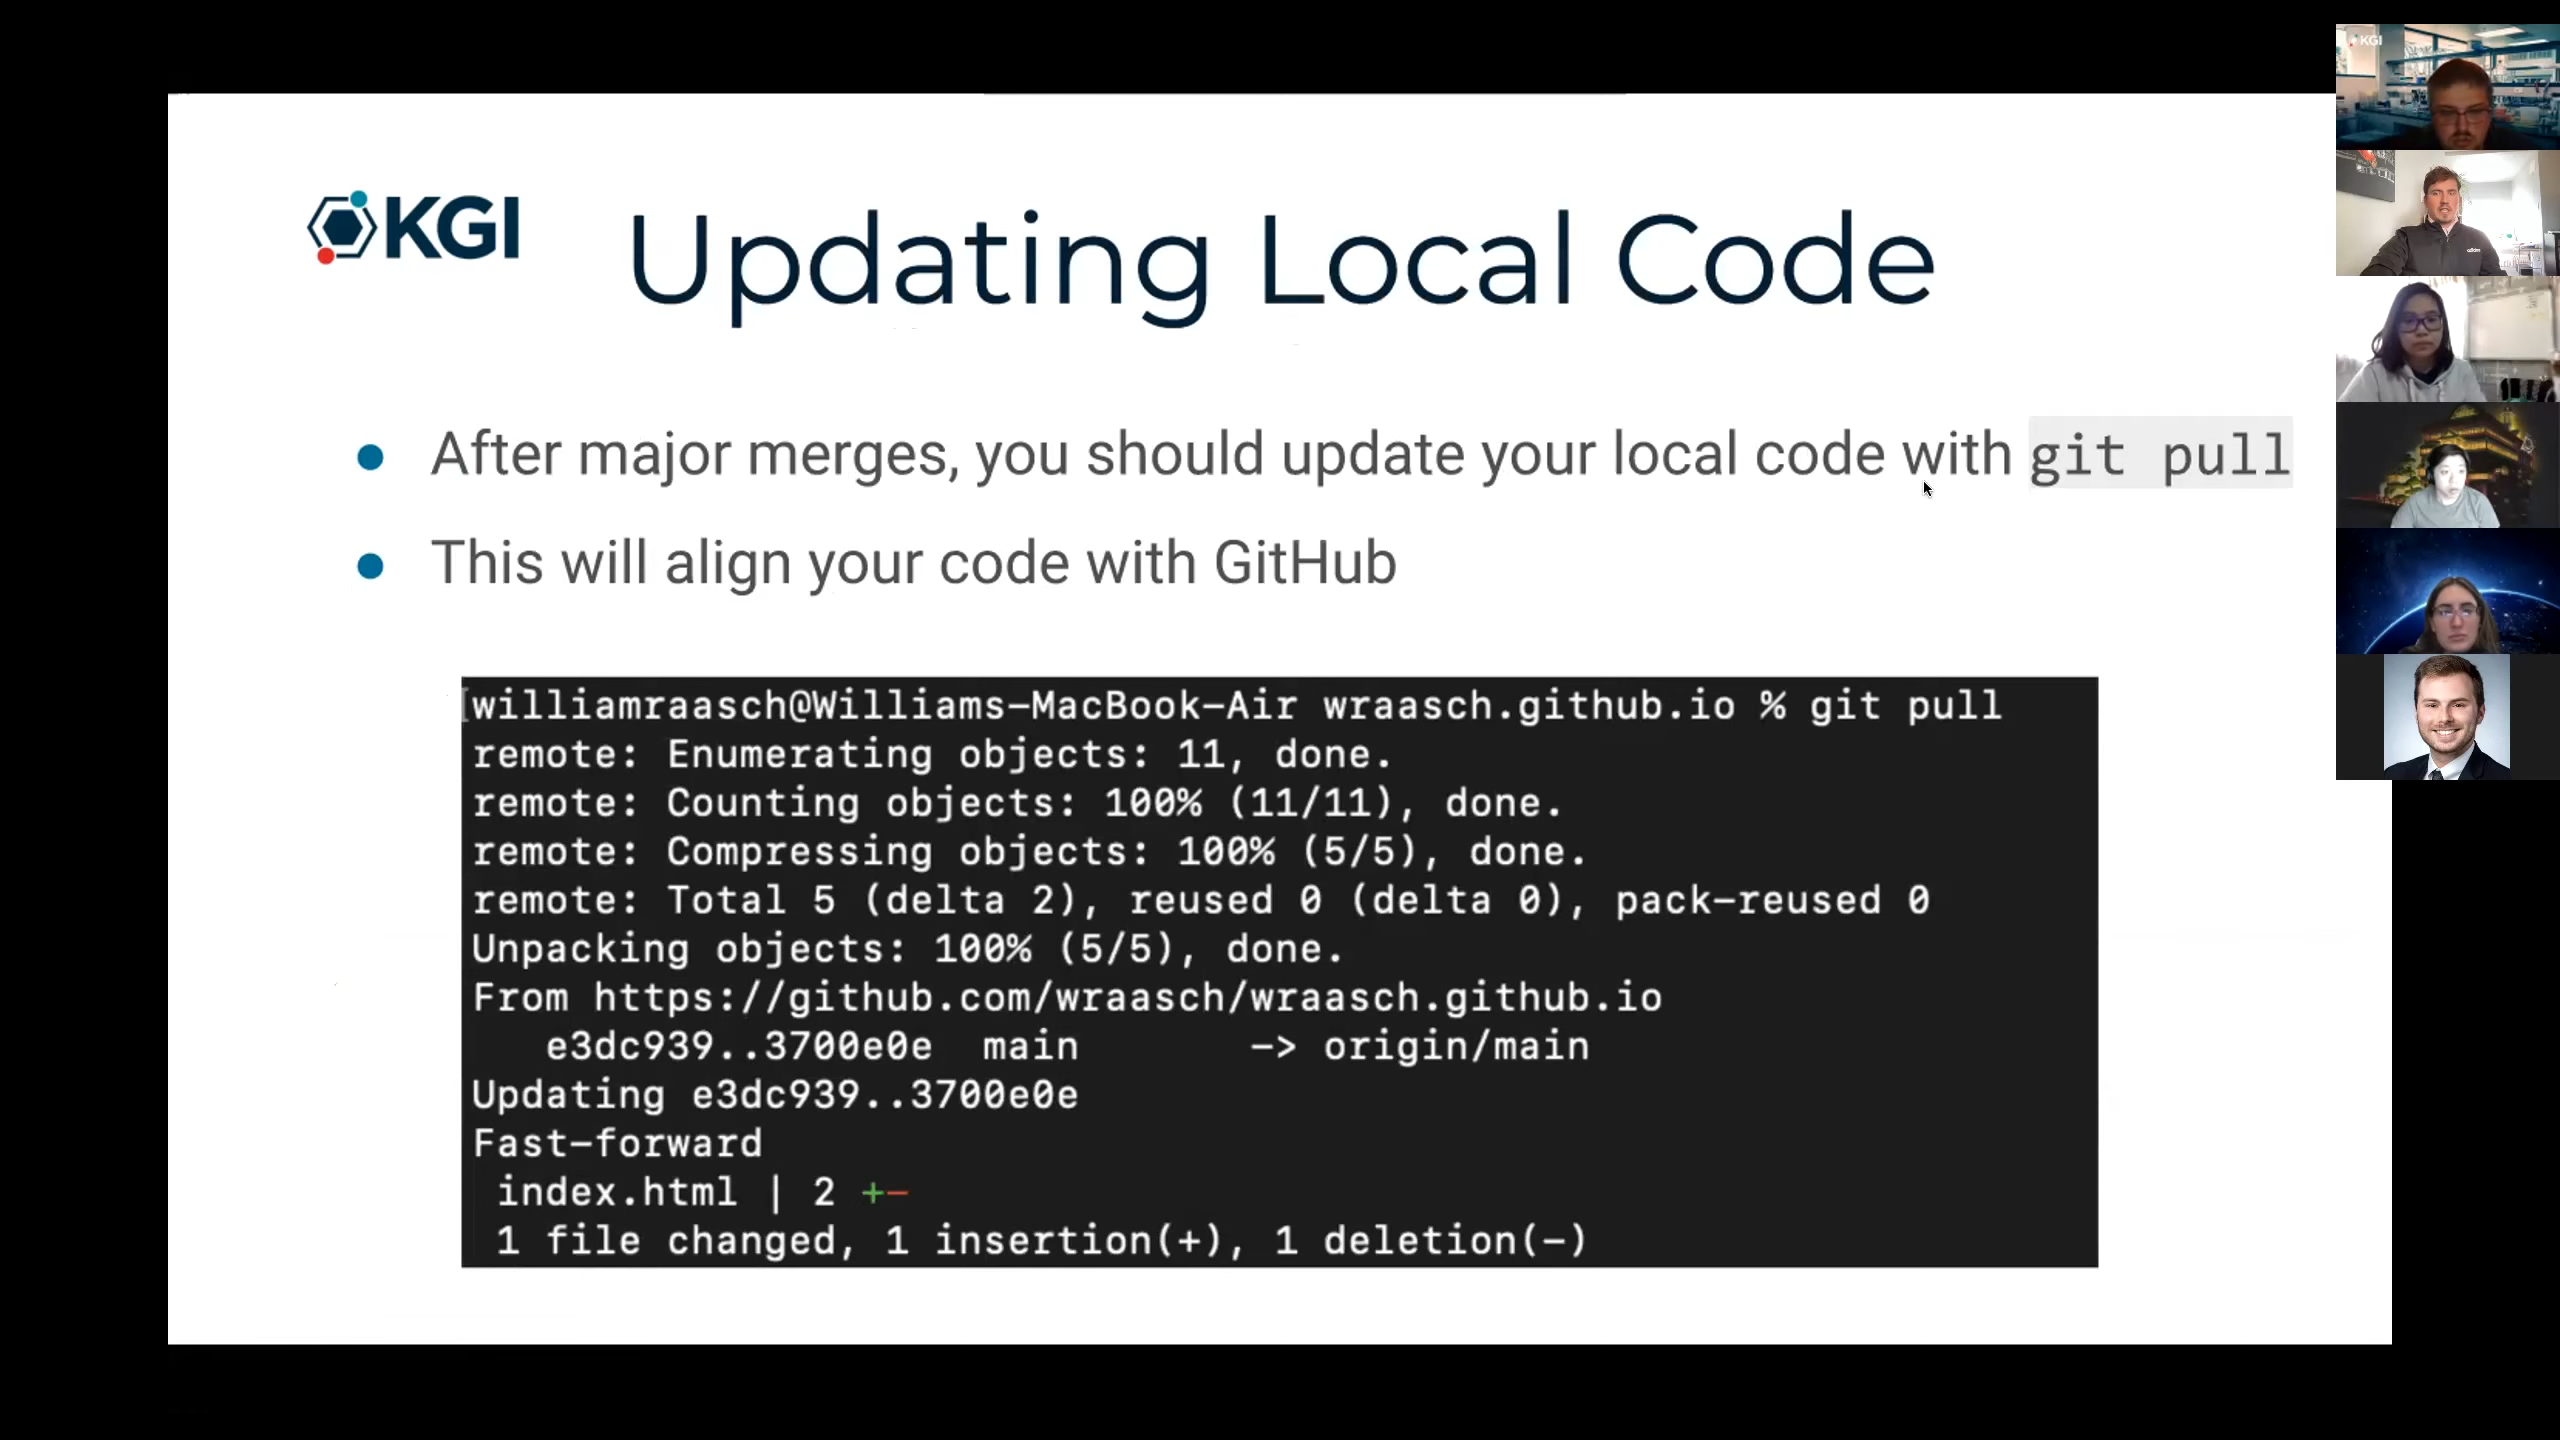 KGI
Updating Local Code
● After major merges, you should update your local code with git pull
● This will align your code with GitHub
[williamraasch@Williams-MacBook-Air wraasch.github.io % git pull
remote: Enumerating objects: 11, done.
remote: Counting objects: 100% (11/11), done.
remote: Compressing objects: 100% (5/5), done.
remote: Total 5 (delta 2), reused 0 (delta 0), pack-reused 0
Unpacking objects: 100% (5/5), done.
From https://github.com/wraasch/wraasch.github.io
   e3dc939..3700e0e  main       -> origin/main
Updating e3dc939..3700e0e
Fast-forward
 index.html | 2 +-
 1 file changed, 1 insertion(+), 1 deletion(-)
KGI
adidas